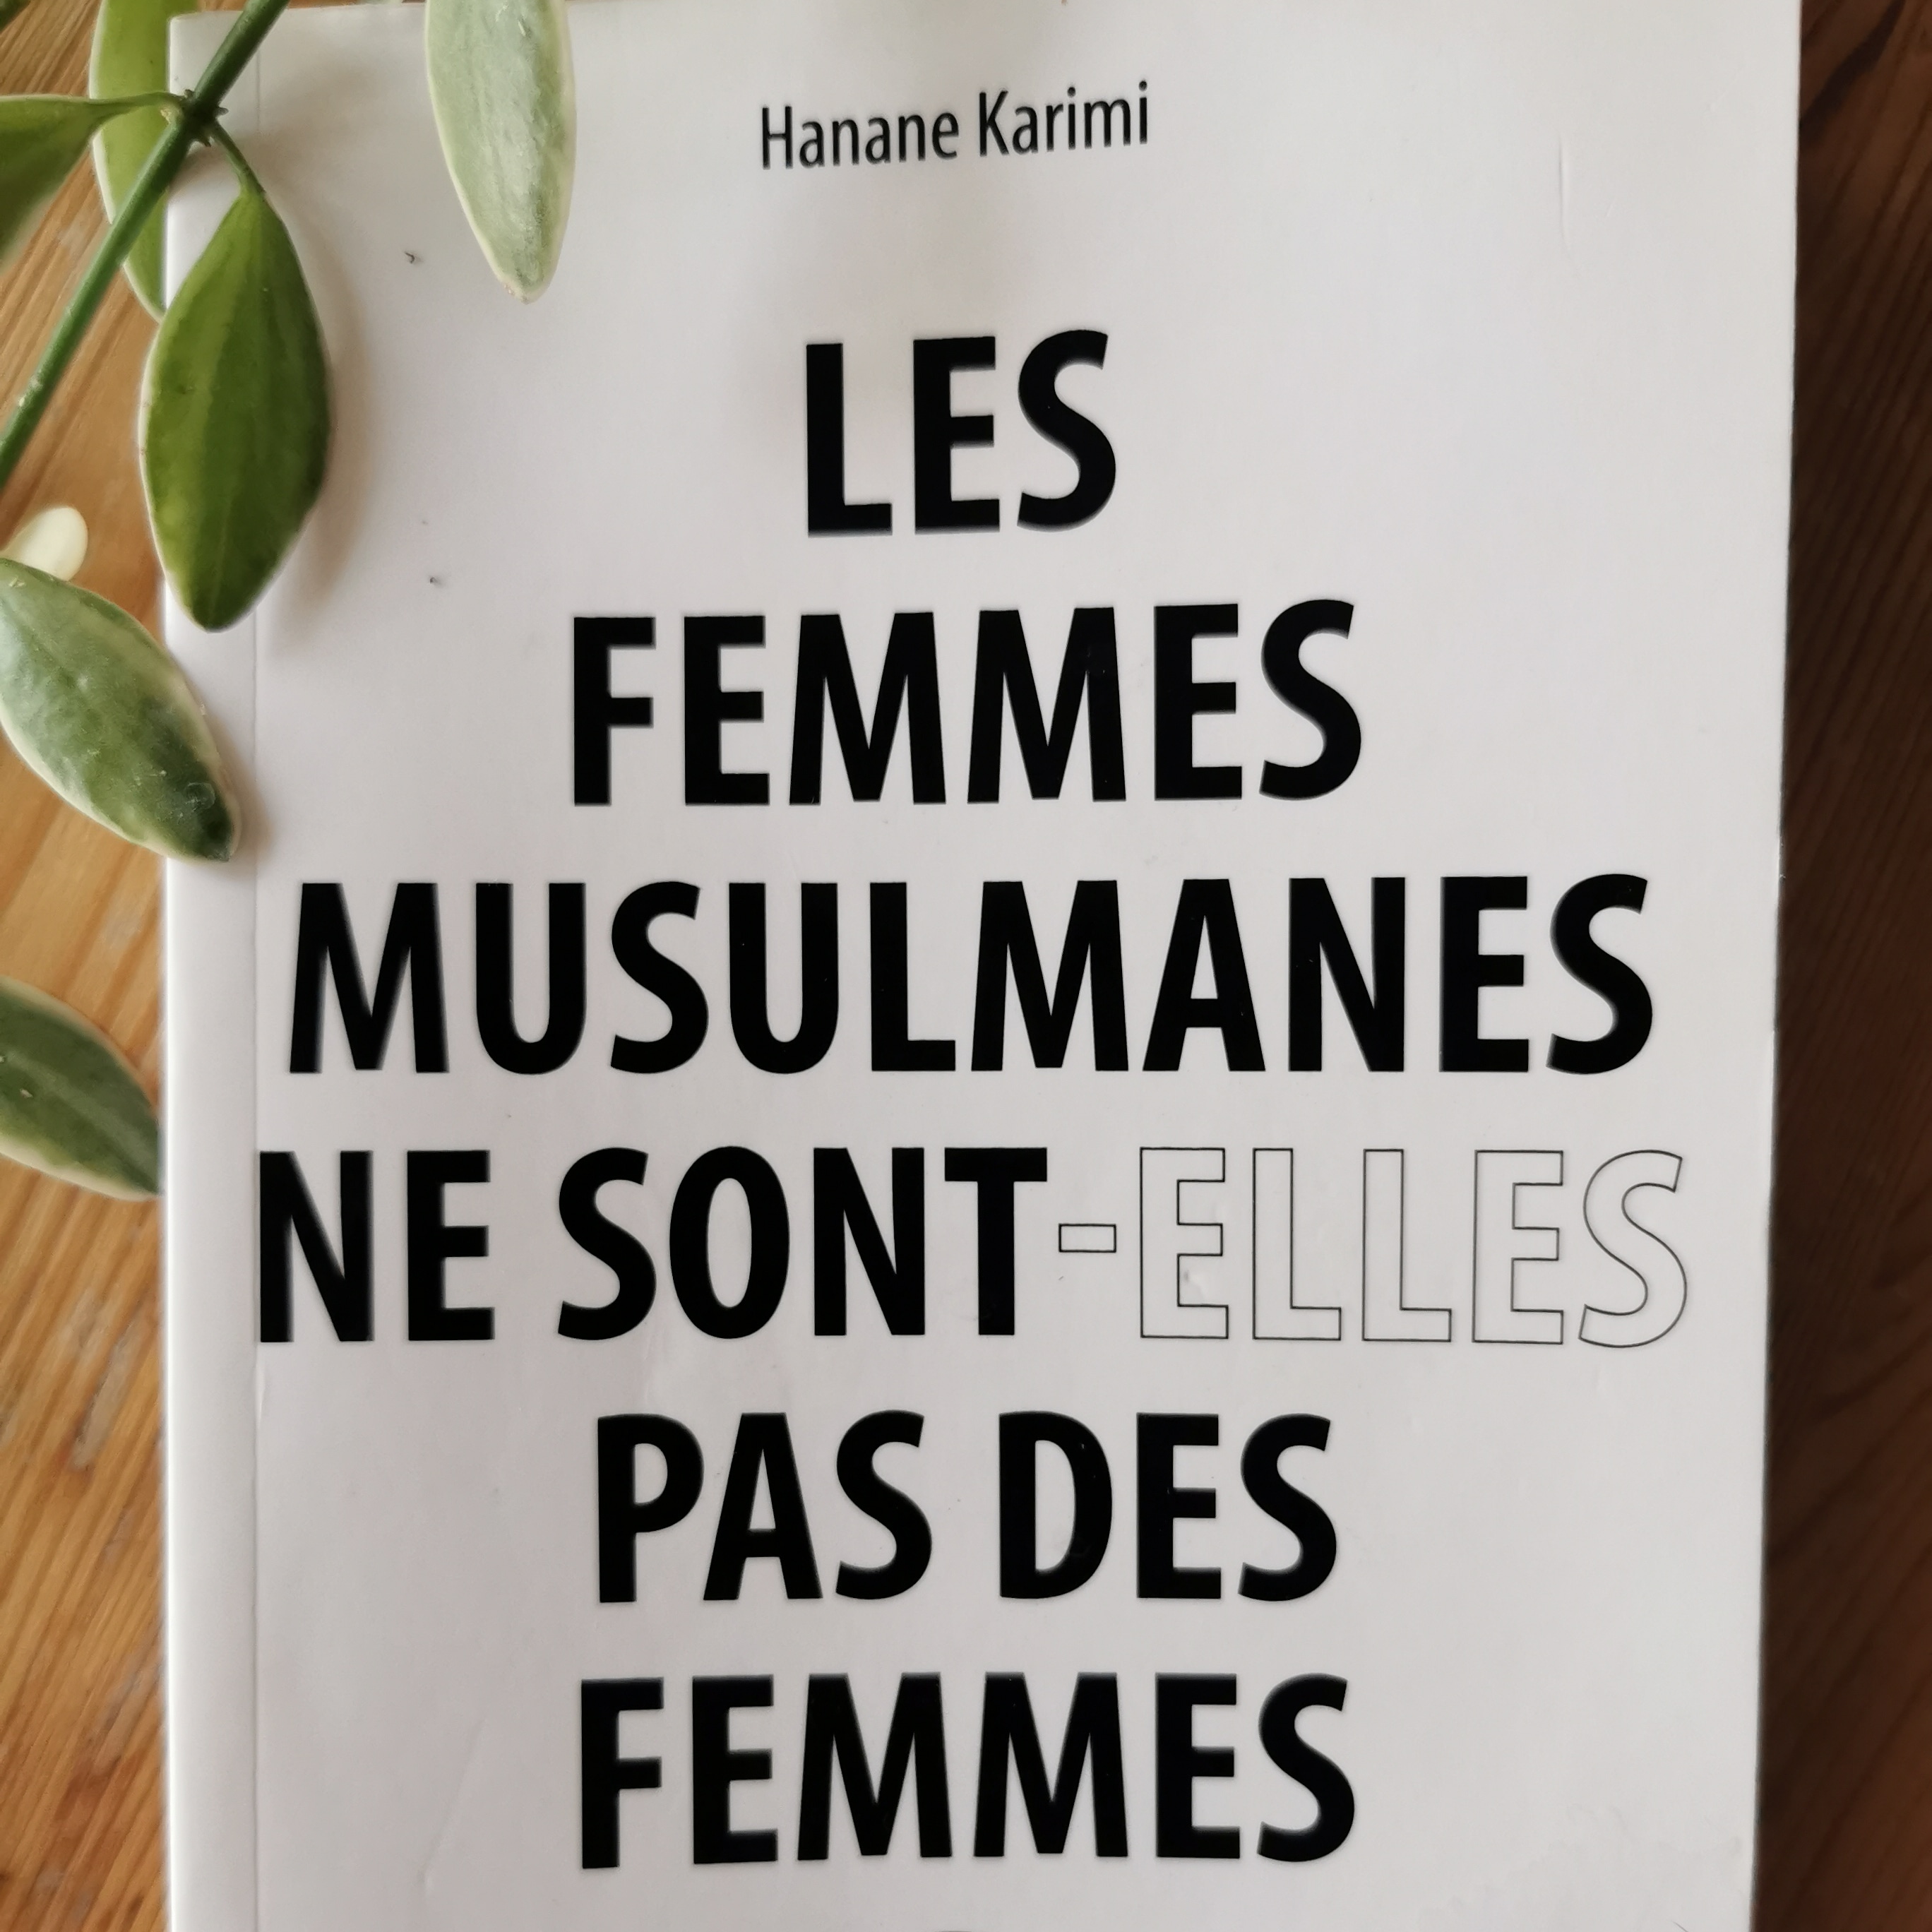 Hanane Karimi
LES
FEMMES
MUSULMANES
NE SONT-ELLES
PAS DES
FEMMES